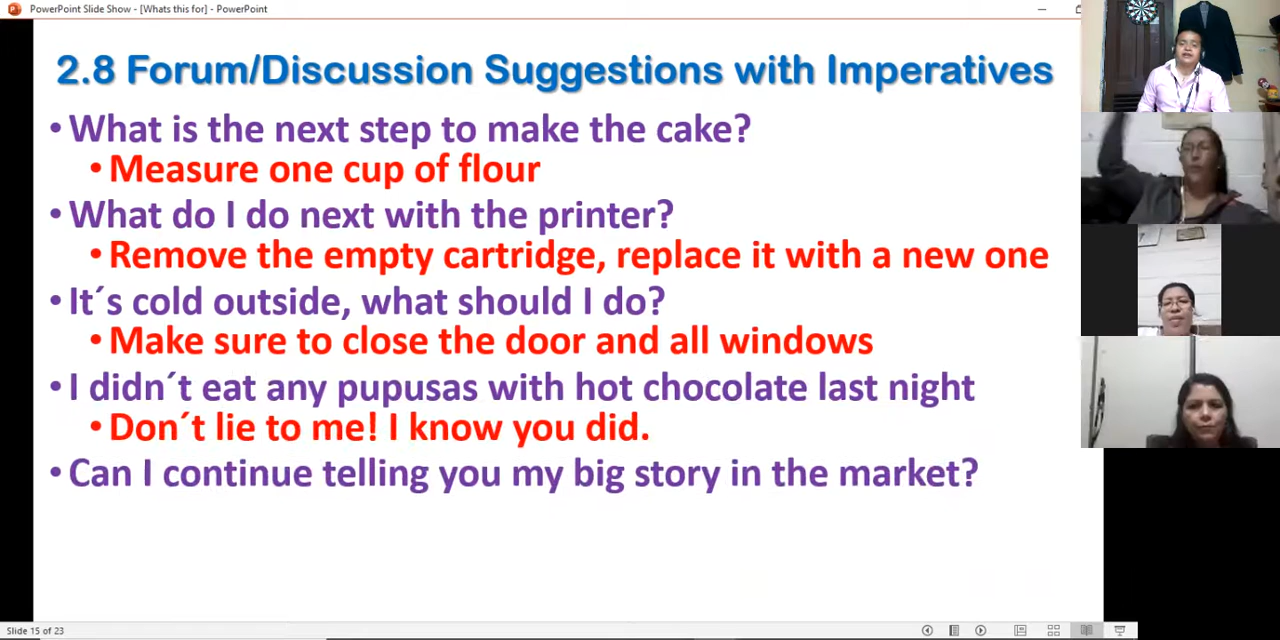 PowerPoint Slide Show - [Whats this for] - PowerPoint
2.8 Forum/Discussion Suggestions with Imperatives
•What is the next step to make the cake?
•Measure one cup of flour
•What do I do next with the printer?
•Remove the empty cartridge, replace it with a new one
•It´s cold outside, what should I do?
•Make sure to close the door and all windows
•I didn´t eat any pupusas with hot chocolate last night
•Don´t lie to me! I know you did.
•Can I continue telling you my big story in the market?
Slide 15 of 23